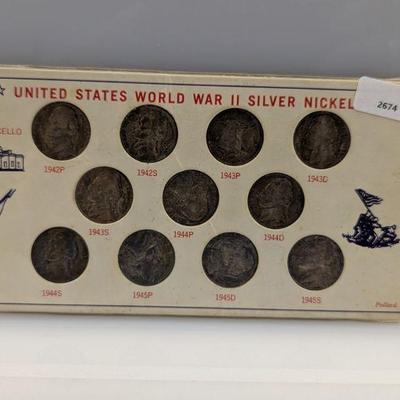 UNITED STATES WORLD WAR II SILVER NICKEL
2674
CELLO
1942P 1942S 1943P 1943D
1943S 1944P 1944D
1944S 1945P 1945D 1945S
Pollard